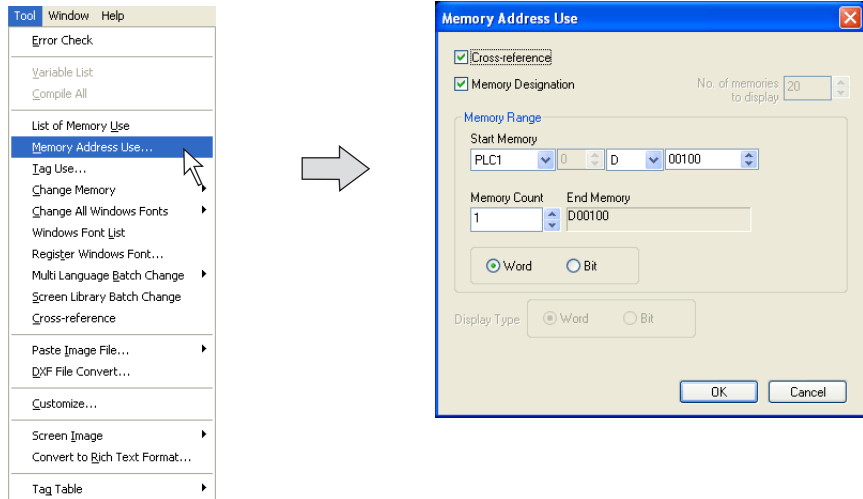 Tool Window Help
Error Check
Variable List
Compile All
List of Memory Use
Memory Address Use...
Tag Use...
Change Memory
Change All Windows Fonts
Windows Font List
Register Windows Font...
Multi Language Batch Change
Screen Library Batch Change
Cross-reference
Paste Image File...
DXF File Convert...
Customize...
Screen Image
Convert to Rich Text Format...
Tag Table
Memory Address Use
Cross-reference
Memory Designation
No. of memories 20
to display
Memory Range
Start Memory
PLC1 0 D 00100
Memory Count End Memory
1 D00100
Word Bit
Display Type Word Bit
OK Cancel